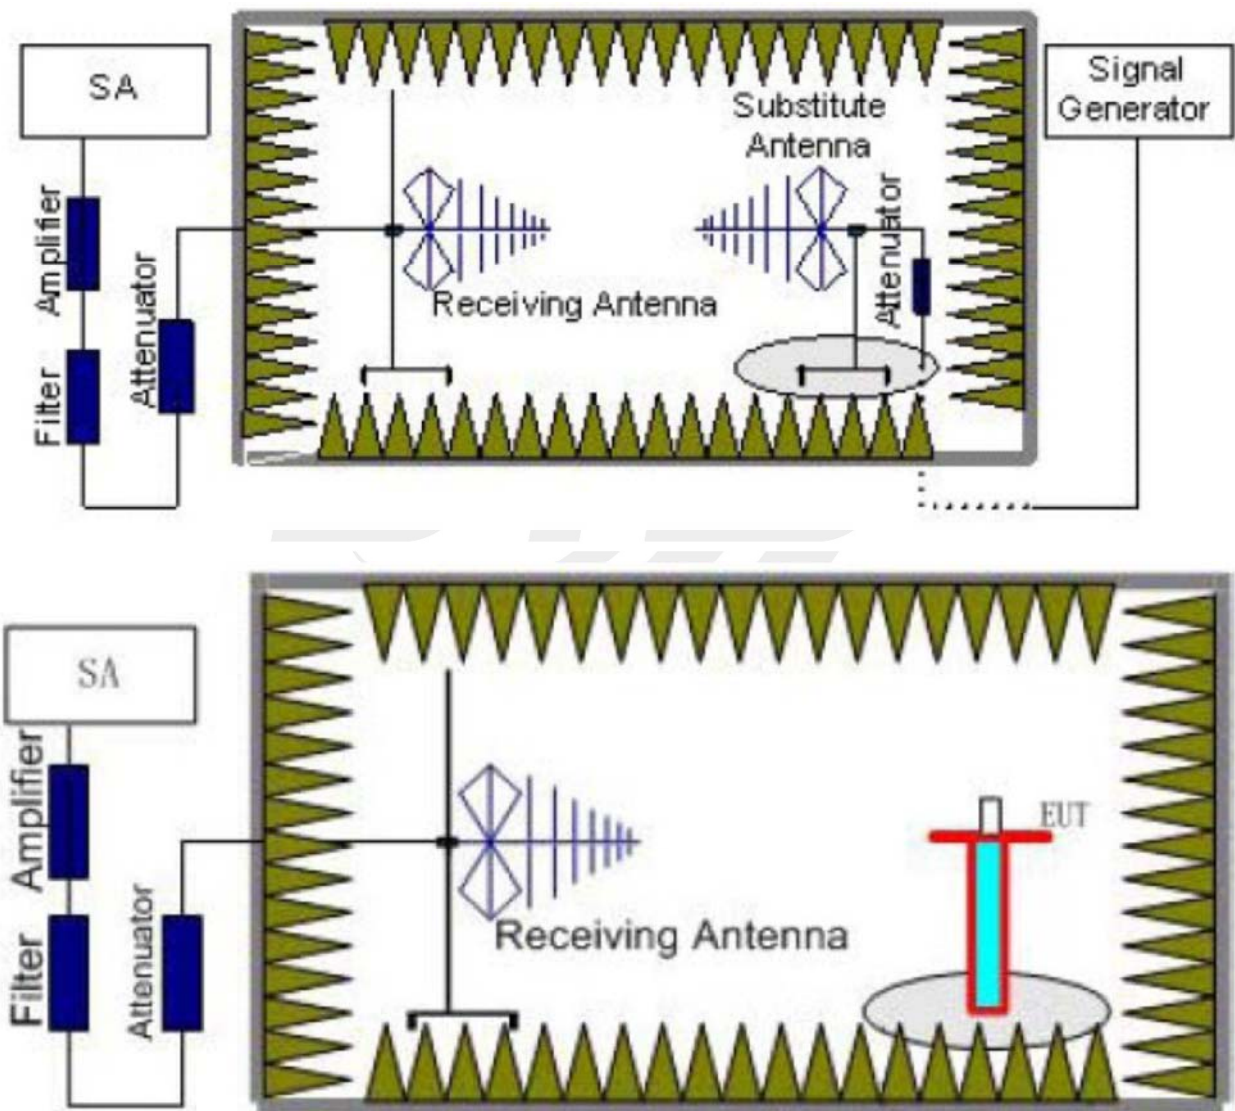 SA
Signal
Generator
Substitute
Antenna
Amplifier
Attenuator
Attenuator
Receiving Antenna
Filter
SA
Amplifier
EUT
Attenuator
Receiving Antenna
Filter